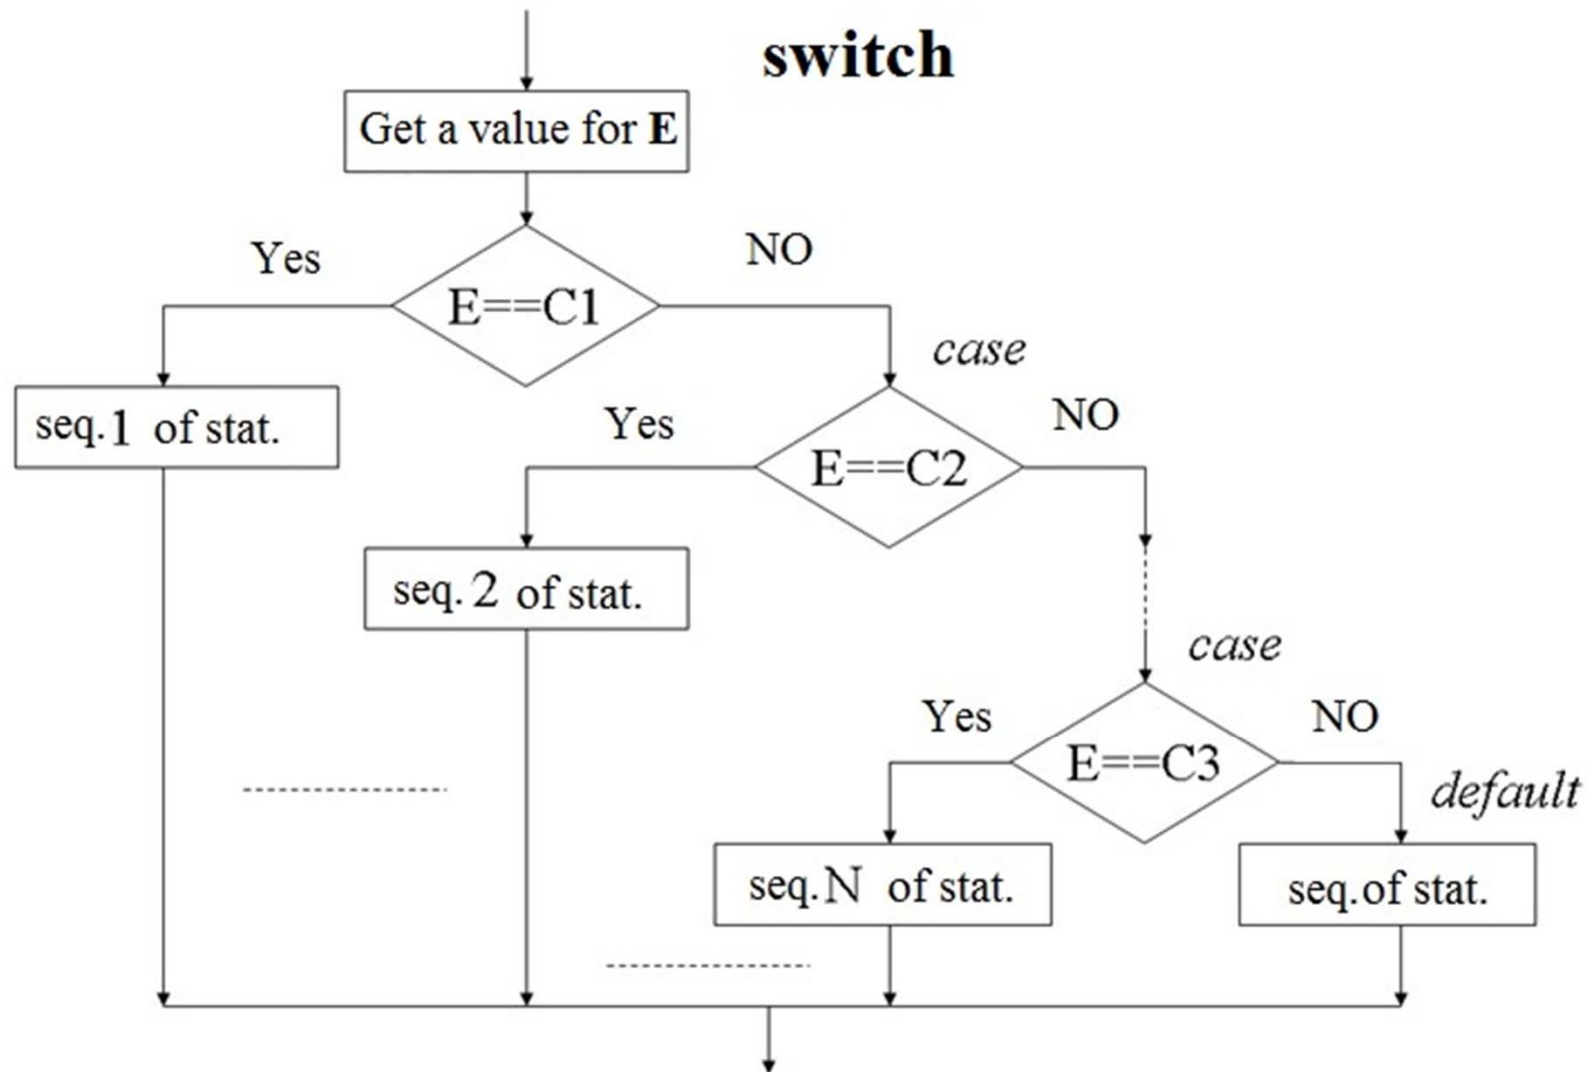 switch
Get a value for E
Yes
NO
E==C1
case
seq.1 of stat.
Yes
NO
E==C2
seq.2 of stat.
case
Yes
NO
E==C3
default
seq.N of stat.
seq.of stat.